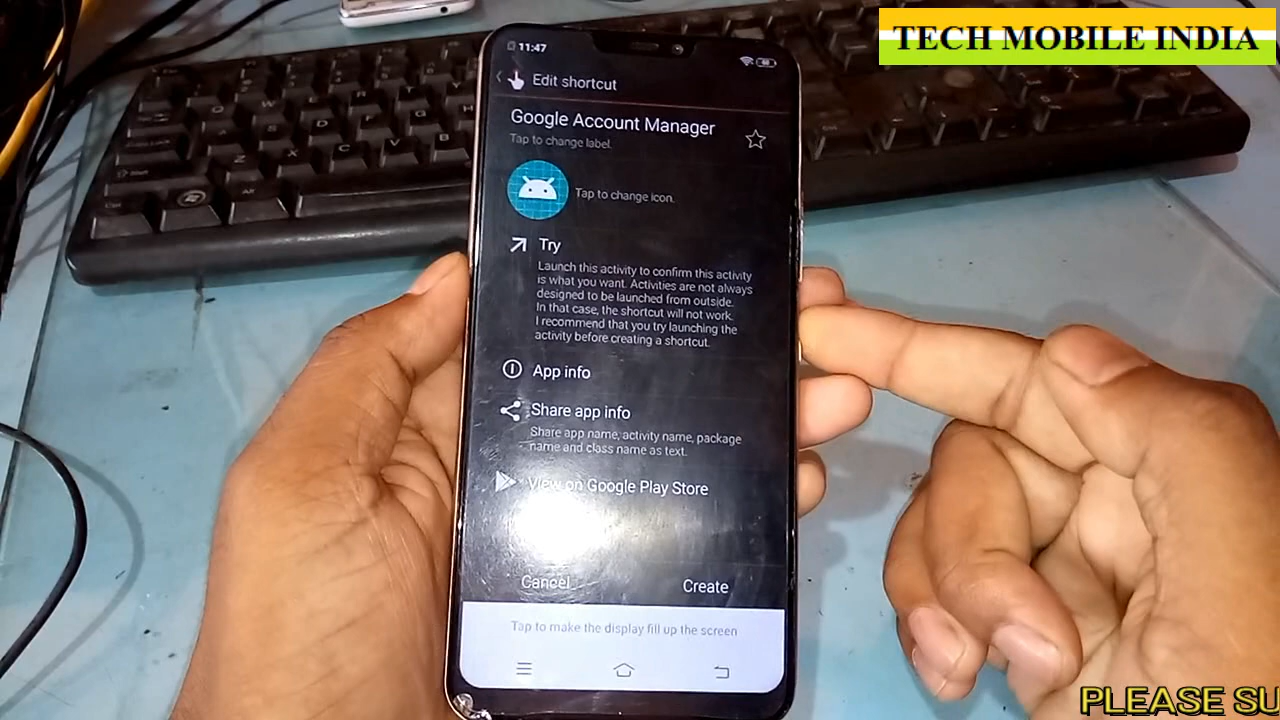 TECH MOBILE INDIA
11:47
Edit shortcut
Google Account Manager
Tap to change label.
Tap to change icon.
Try
Launch this activity to confirm this activity
is what you want. Activities are not always
designed to be launched from outside.
In that case, the shortcut will not work.
I recommend that you try launching the
activity before creating a shortcut.
App info
Share app info
Share app name, activity name, package
name and class name as text.
View on Google Play Store
Cancel
Create
Tap to make the display fill up the screen
PLEASE SU